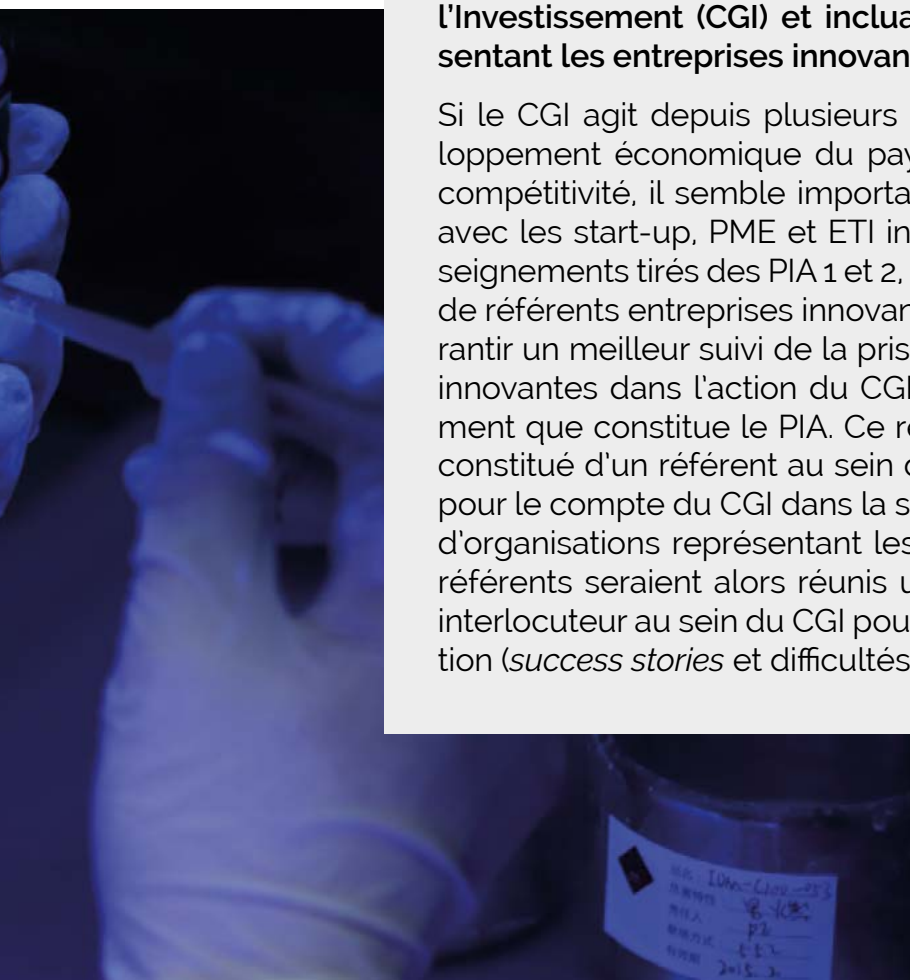 l’Investissement (CGI) et inclua
sentant les entreprises innovan
Si le CGI agit depuis plusieurs
loppement économique du pay
compétitivité, il semble importa
avec les start-up, PME et ETI in
seignements tirés des PIA 1 et 2,
de référents entreprises innovan
rantir un meilleur suivi de la pris
innovantes dans l’action du CGI
ment que constitue le PIA. Ce re
constitué d’un référent au sein d
pour le compte du CGI dans la s
d’organisations représentant les
référents seraient alors réunis u
interlocuteur au sein du CGI pou
tion (success stories et difficultés